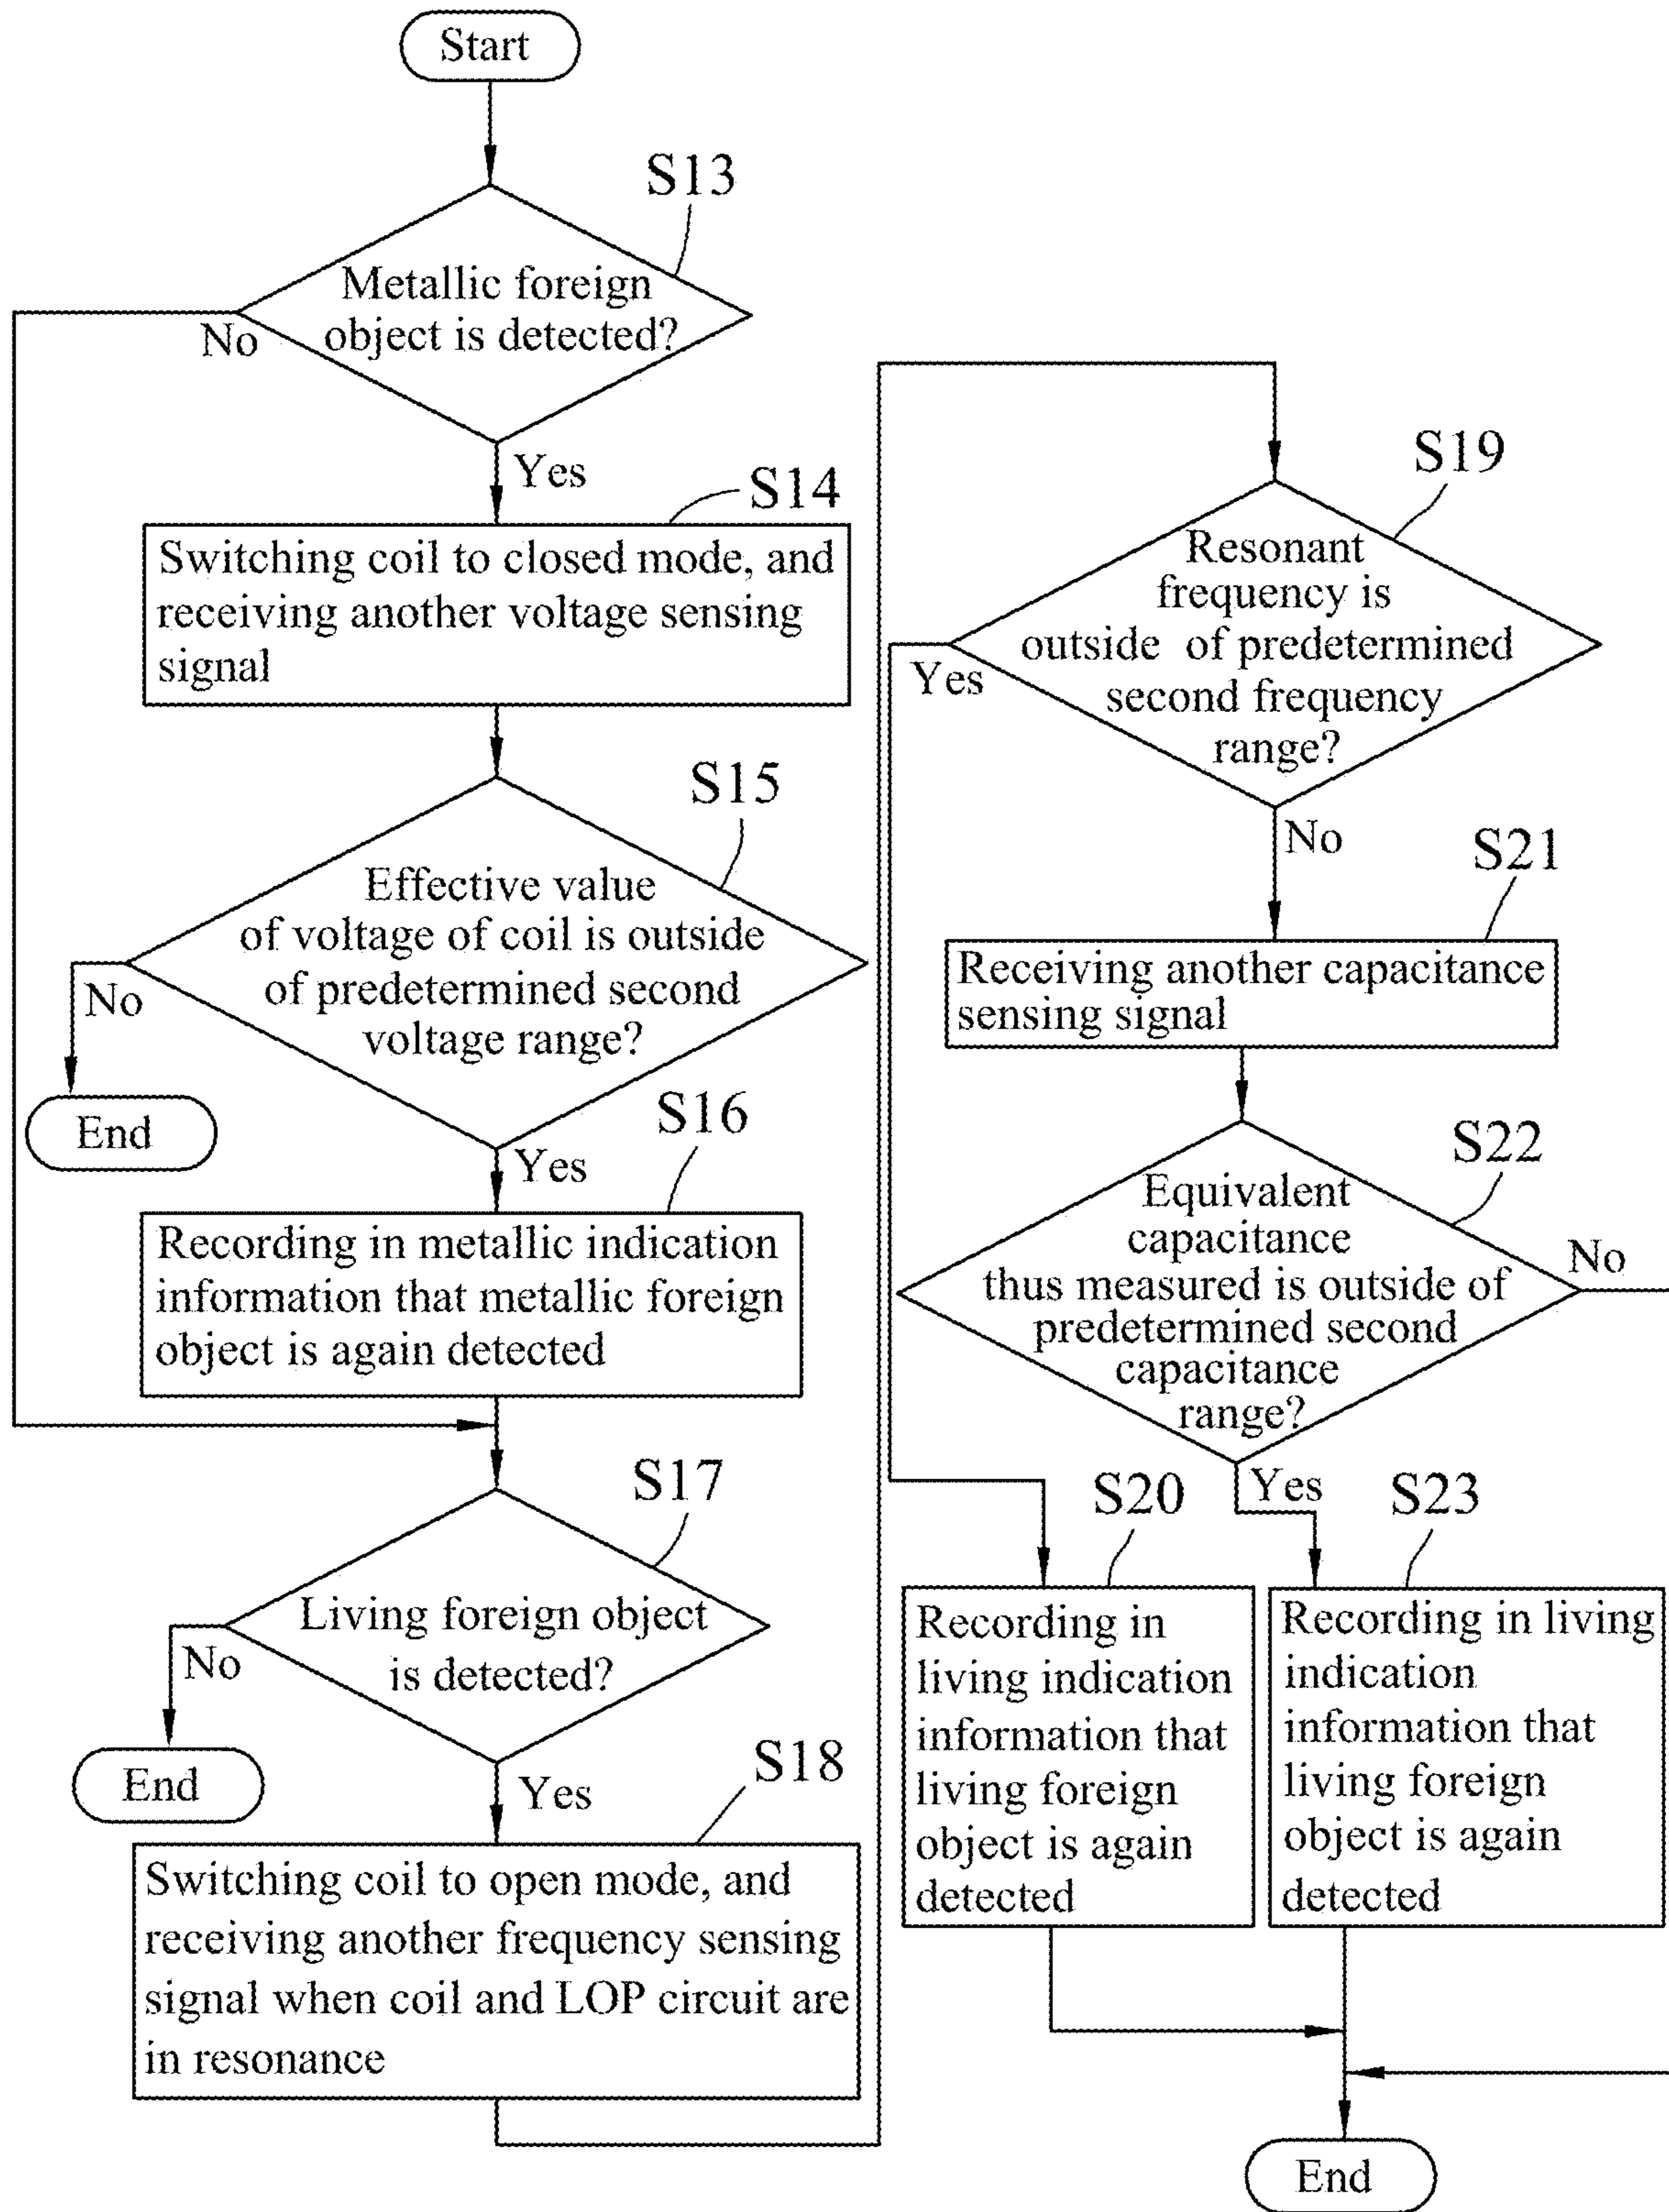 Start
S13
Metallic foreign
object is detected?
No
Yes
S14
Switching coil to closed mode, and
receiving another voltage sensing
signal
S15
Effective value
of voltage of coil is outside
of predetermined second
voltage range?
No
End
Yes
S16
Recording in metallic indication
information that metallic foreign
object is again detected
S17
Living foreign object
is detected?
No
End
Yes
S18
Switching coil to open mode, and
receiving another frequency sensing
signal when coil and LOP circuit are
in resonance
S19
Resonant
frequency is
outside of predetermined
second frequency
range?
Yes
No
S21
Receiving another capacitance
sensing signal
S22
Equivalent
capacitance
thus measured is outside of
predetermined second
capacitance
range?
No
Yes
S20
Recording in
living indication
information that
living foreign
object is again
detected
S23
Recording in living
indication
information that
living foreign
object is again
detected
End